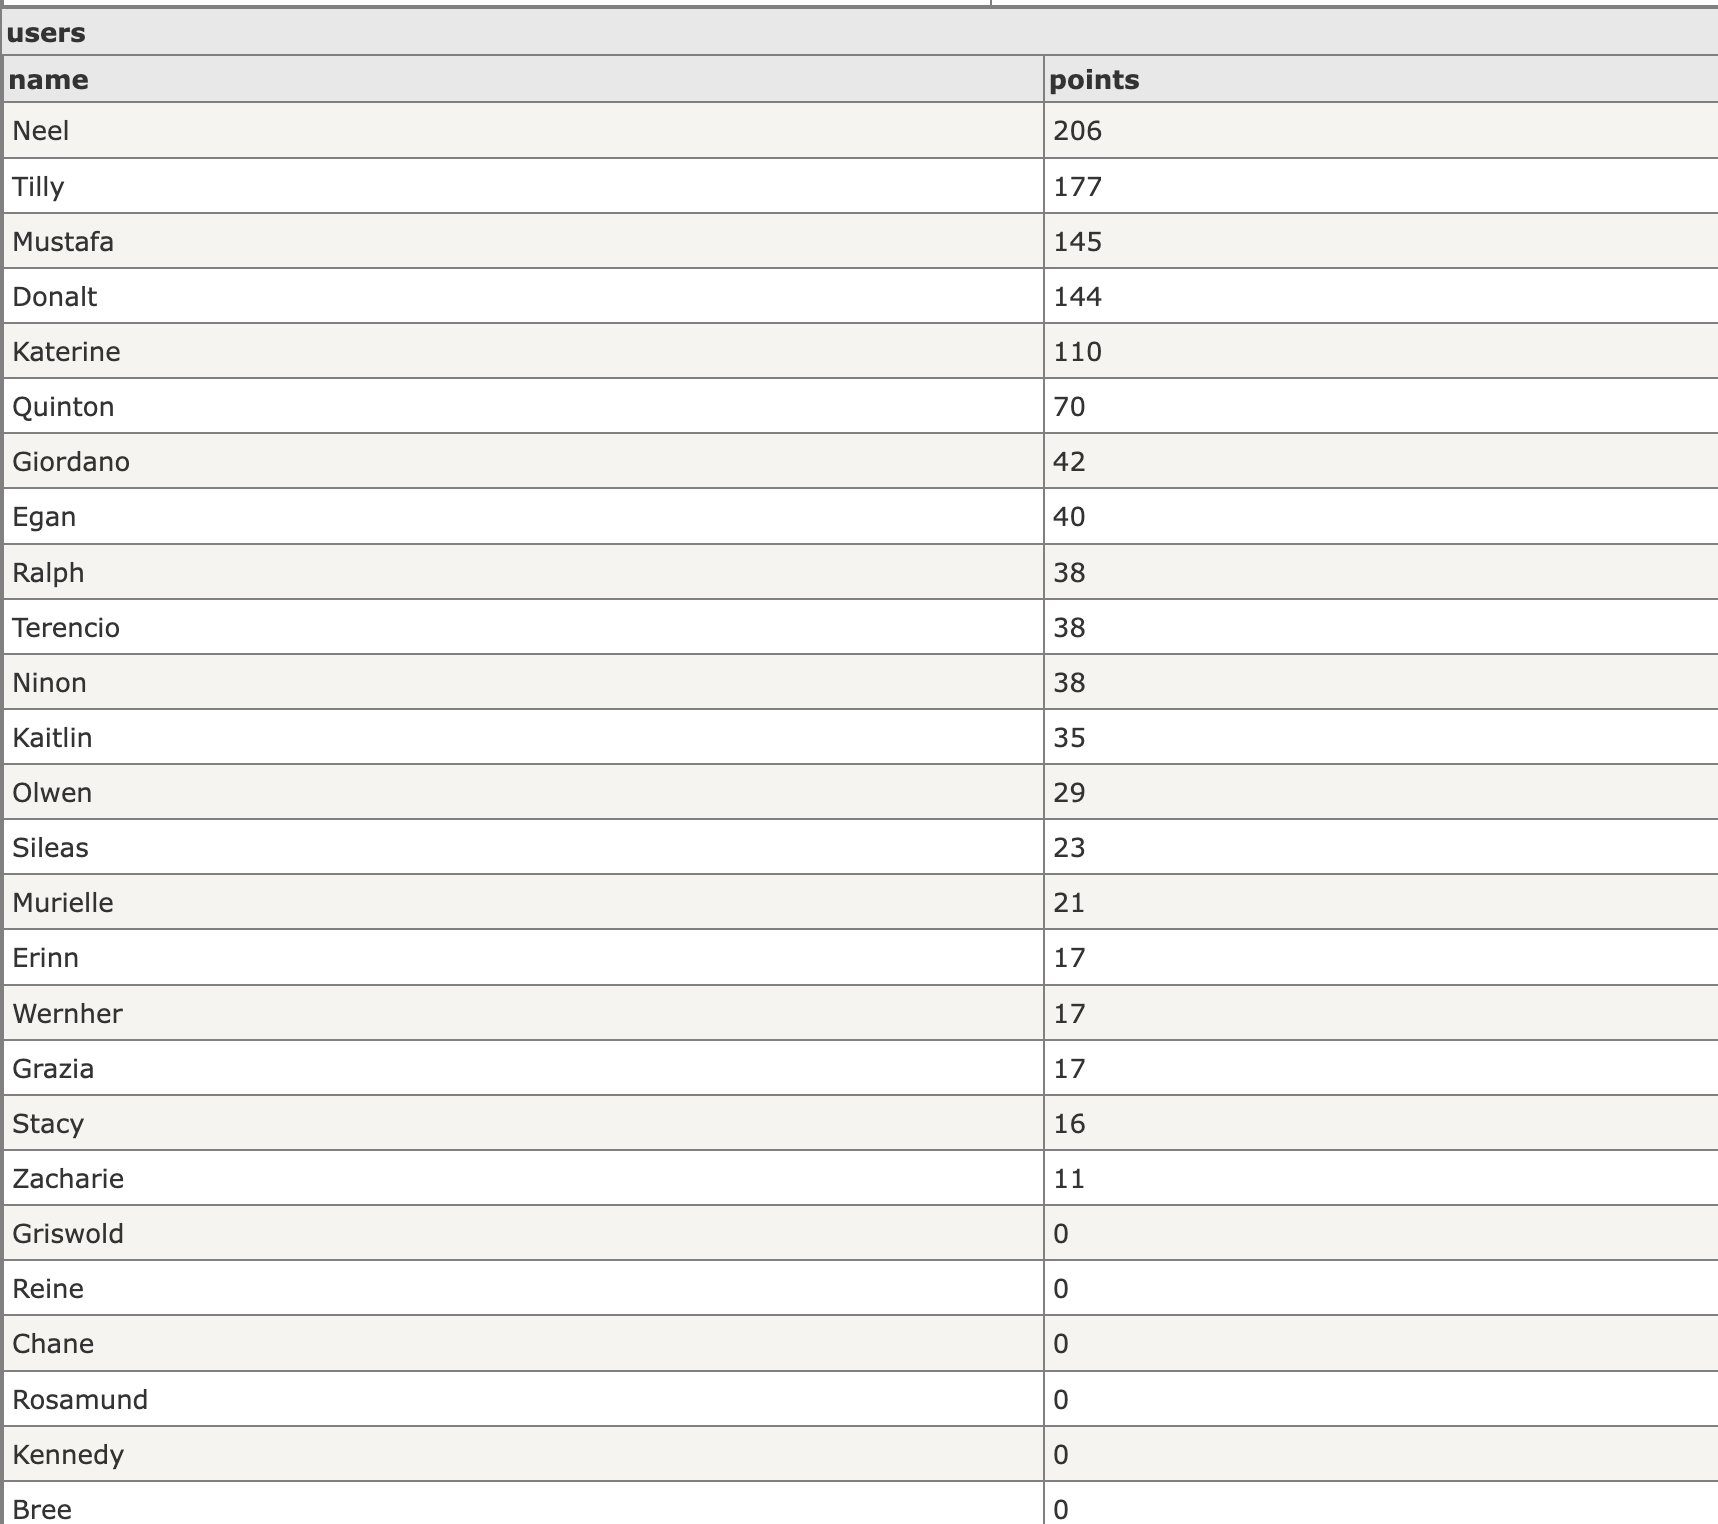 users
name points
Neel 206
Tilly 177
Mustafa 145
Donalt 144
Katerine 110
Quinton 70
Giordano 42
Egan 40
Ralph 38
Terencio 38
Ninon 38
Kaitlin 35
Olwen 29
Sileas 23
Murielle 21
Erinn 17
Wernher 17
Grazia 17
Stacy 16
Zacharie 11
Griswold 0
Reine 0
Chane 0
Rosamund 0
Kennedy 0
Bree 0